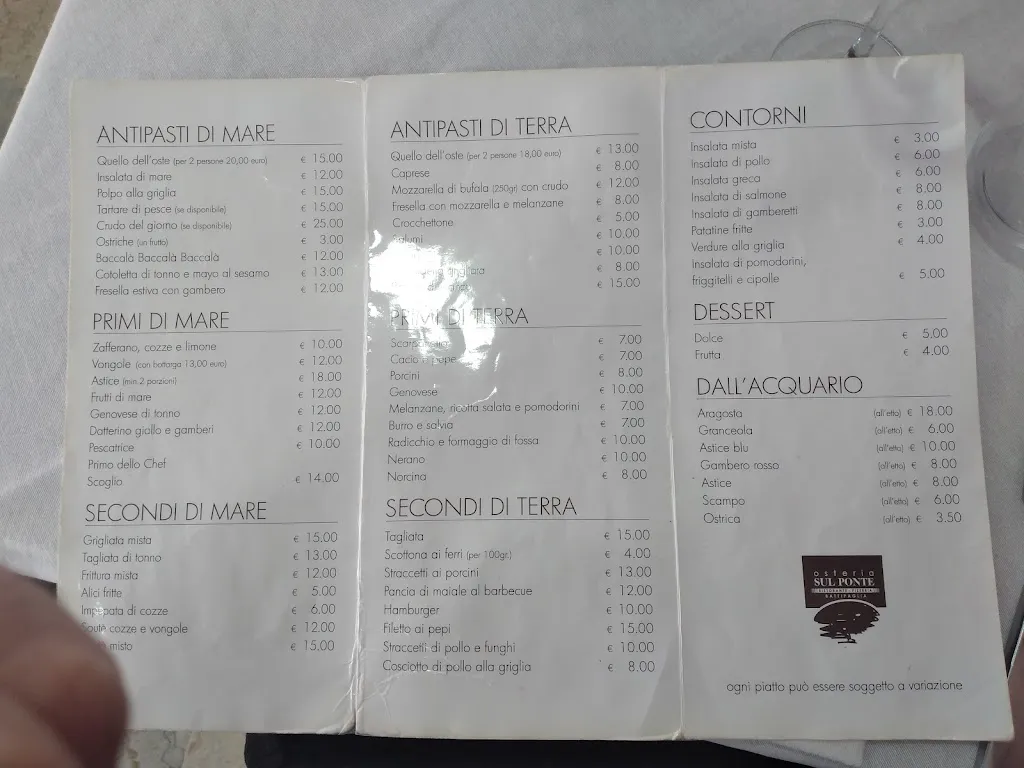 ANTIPASTI DI MARE
Quello dell'oste (per 2 persone 20,00 euro) € 15.00
Insalata di mare € 12.00
Polpo alla griglia € 15.00
Tartare di pesce (se disponibile) € 15.00
Crudo del giorno (se disponibile) € 25.00
Ostriche (un frutto) € 3.00
Baccalà Baccalà Baccalà € 12.00
Cotoletta di tonno e mayo al sesamo € 13.00
Fresella estiva con gambero € 12.00
PRIMI DI MARE
Zafferano, cozze e limone € 10.00
Vongole (con bottarga 13,00 euro) € 12.00
Astice (min.2 porzioni) € 18.00
Frutti di mare € 12.00
Genovese di tonno € 12.00
Datterino giallo e gamberi € 12.00
Pescatrice € 10.00
Primo dello Chef
Scoglio € 14.00
SECONDI DI MARE
Grigliata mista € 15.00
Tagliata di tonno € 13.00
Frittura mista € 12.00
Alici fritte € 5.00
Impepata di cozze € 6.00
Soutè cozze e vongole € 12.00
misto € 15.00
ANTIPASTI DI TERRA
Quello dell'oste (per 2 persone 18,00 euro) € 13.00
Caprese € 8.00
Mozzarella di bufala (250gr) con crudo € 12.00
Fresella con mozzarella e melanzane € 8.00
Crocchettone € 5.00
Salumi € 10.00
€ 10.00
€ 8.00
€ 15.00
PRIMI DI TERRA
€ 7.00
Cacio e pepe € 7.00
Porcini € 8.00
Genovese € 10.00
Melanzane, ricotta salata e pomodorini € 7.00
Burro e salvia € 7.00
Radicchio e formaggio di fossa € 10.00
Nerano € 10.00
Norcina € 8.00
SECONDI DI TERRA
Tagliata € 15.00
Scottona ai ferri (per 100gr.) € 4.00
Straccetti ai porcini € 13.00
Pancia di maiale al barbecue € 12.00
Hamburger € 10.00
Filetto ai pepi € 15.00
Straccetti di pollo e funghi € 10.00
Cosciotto di pollo alla griglia € 8.00
CONTORNI
Insalata mista € 3.00
Insalata di pollo € 6.00
Insalata greca € 6.00
Insalata di salmone € 8.00
Insalata di gamberetti € 8.00
Patatine fritte € 3.00
Verdure alla griglia € 4.00
Insalata di pomodorini,
friggitelli e cipolle € 5.00
DESSERT
Dolce € 5.00
Frutta € 4.00
DALL'ACQUARIO
Aragosta (all'etto) € 18.00
Granceola (all'etto) € 6.00
Astice blu (all'etto) € 10.00
Gambero rosso (all'etto) € 8.00
Astice (all'etto) € 8.00
Scampo (all'etto) € 6.00
Ostrica (all'etto) € 3.50
osteria
SUL PONTE
RISTORANTE PIZZERIA
BATTIPAGLIA
ogni piatto può essere soggetto a variazione